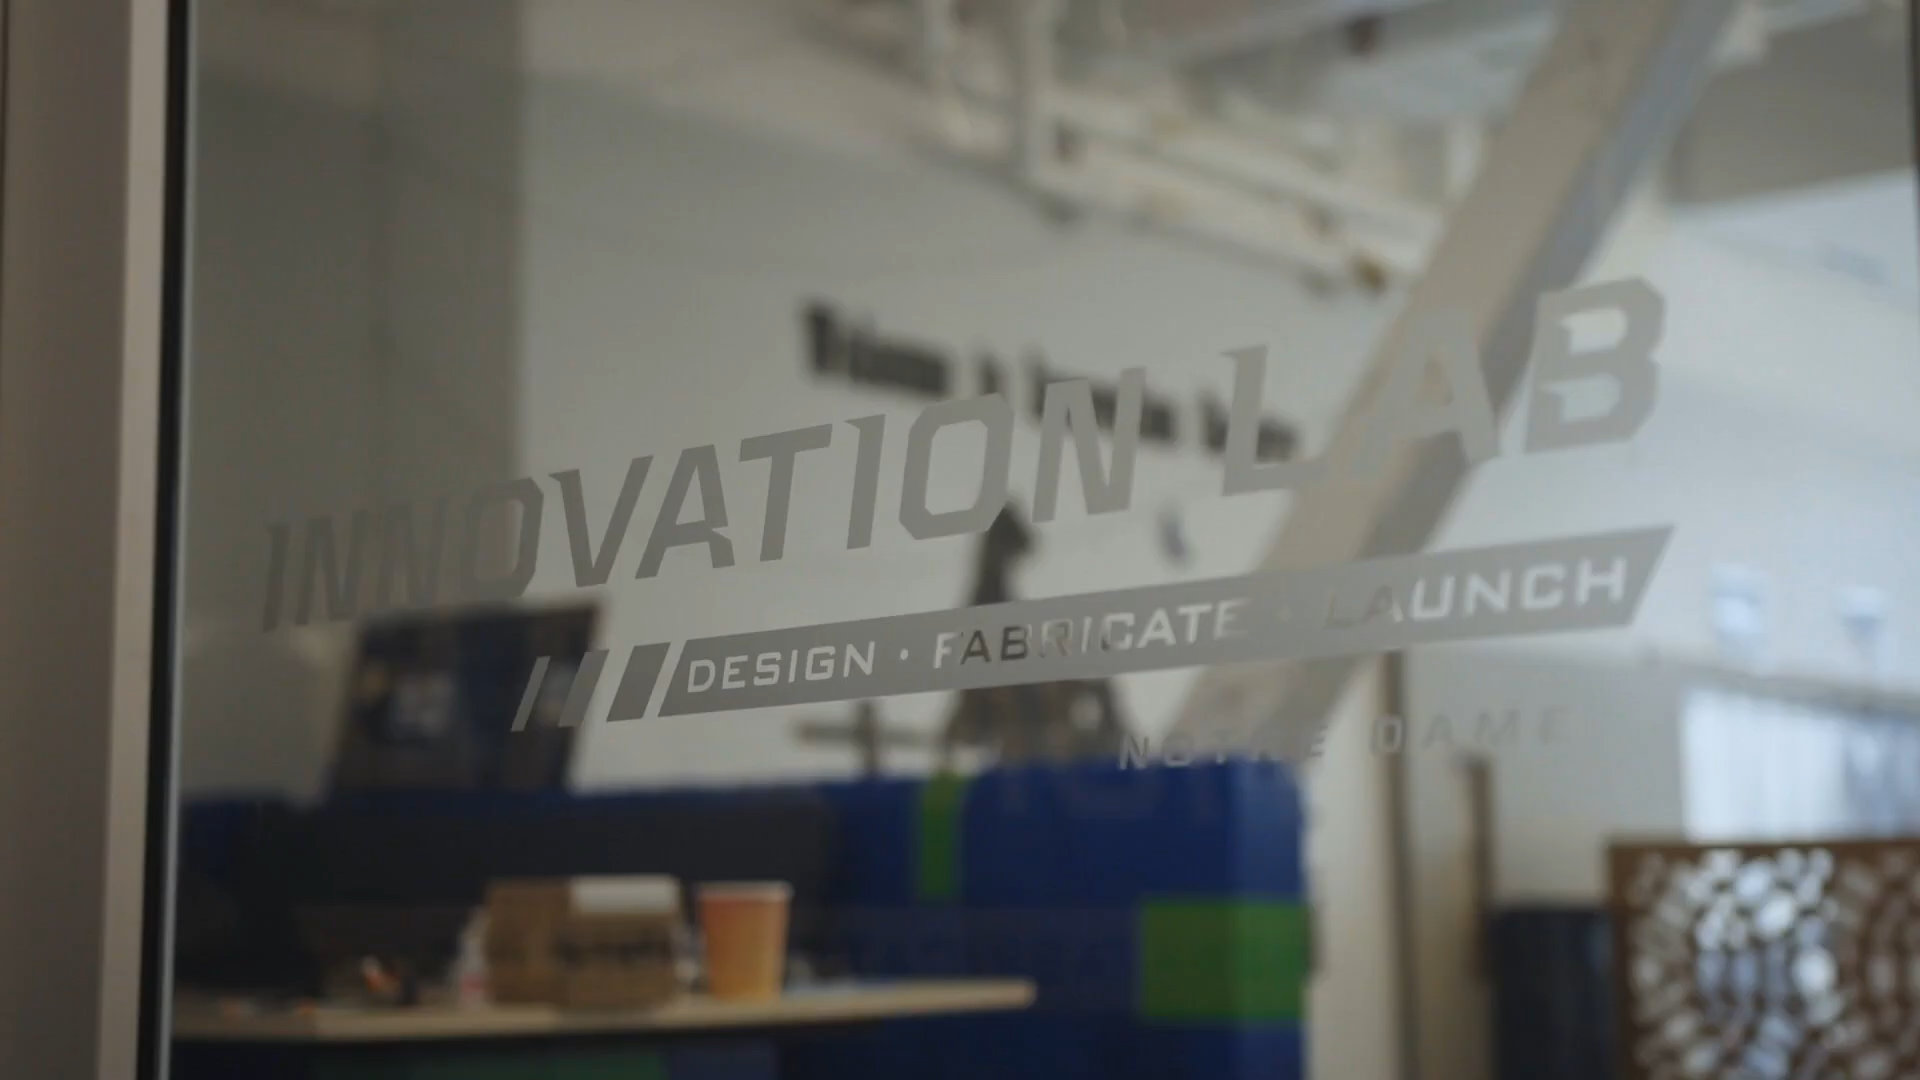 INNOVATION LAB
DESIGN · FABRICATE · LAUNCH
NOTRE DAME